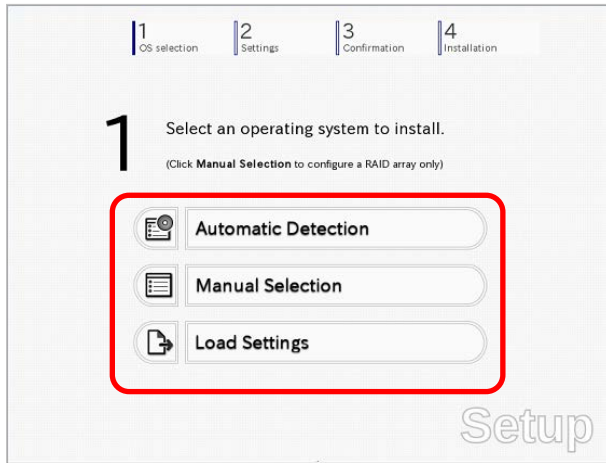 1 2 3 4
OS selection Settings Confirmation Installation
1 Select an operating system to install.
(Click Manual Selection to configure a RAID array only)
Automatic Detection
Manual Selection
Load Settings
Setup